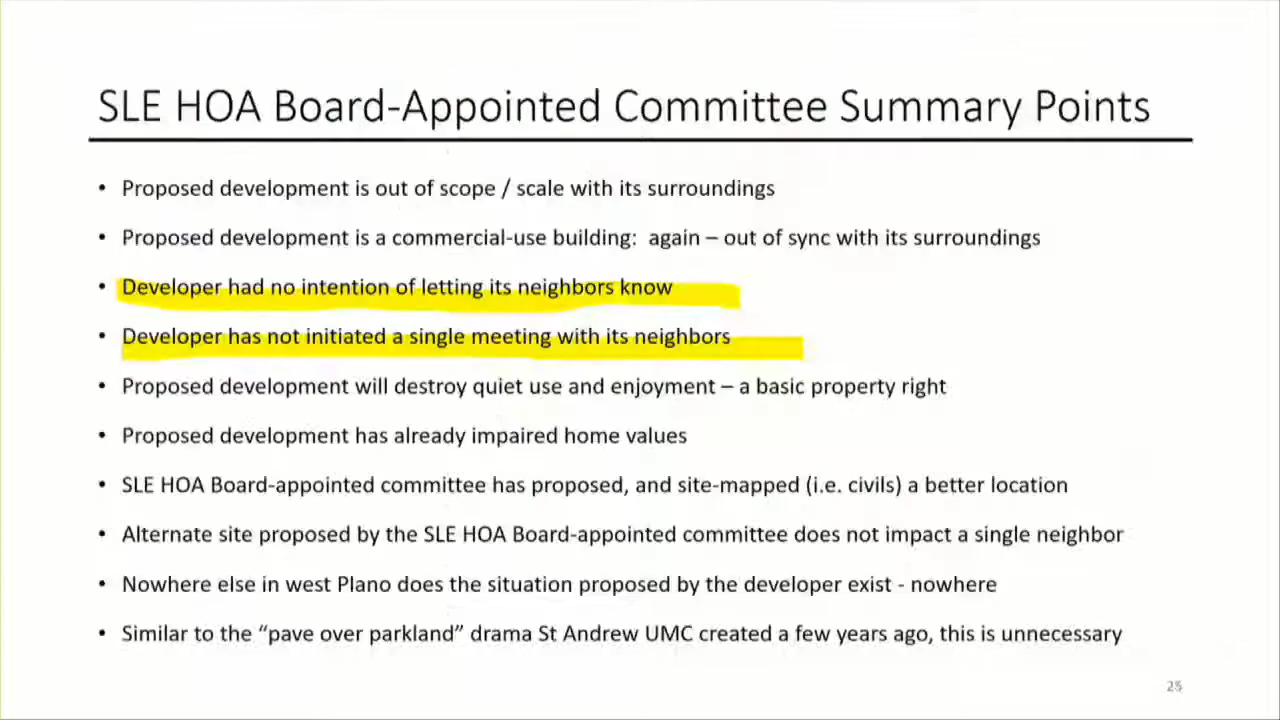 SLE HOA Board-Appointed Committee Summary Points
• Proposed development is out of scope / scale with its surroundings
• Proposed development is a commercial-use building:  again – out of sync with its surroundings
• Developer had no intention of letting its neighbors know
• Developer has not initiated a single meeting with its neighbors
• Proposed development will destroy quiet use and enjoyment – a basic property right
• Proposed development has already impaired home values
• SLE HOA Board-appointed committee has proposed, and site-mapped (i.e. civils) a better location
• Alternate site proposed by the SLE HOA Board-appointed committee does not impact a single neighbor
• Nowhere else in west Plano does the situation proposed by the developer exist - nowhere
• Similar to the “pave over parkland” drama St Andrew UMC created a few years ago, this is unnecessary
25